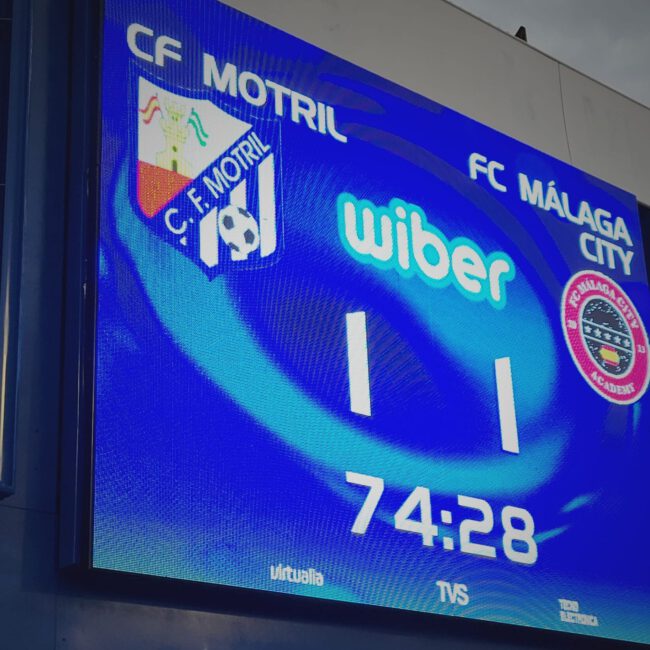 CF MOTRIL
C. F. MOTRIL
wiber
FC MÁLAGA
CITY
FC MÁLAGA CITY
ACADEMY
1 1
74:28
virtualia
TVS